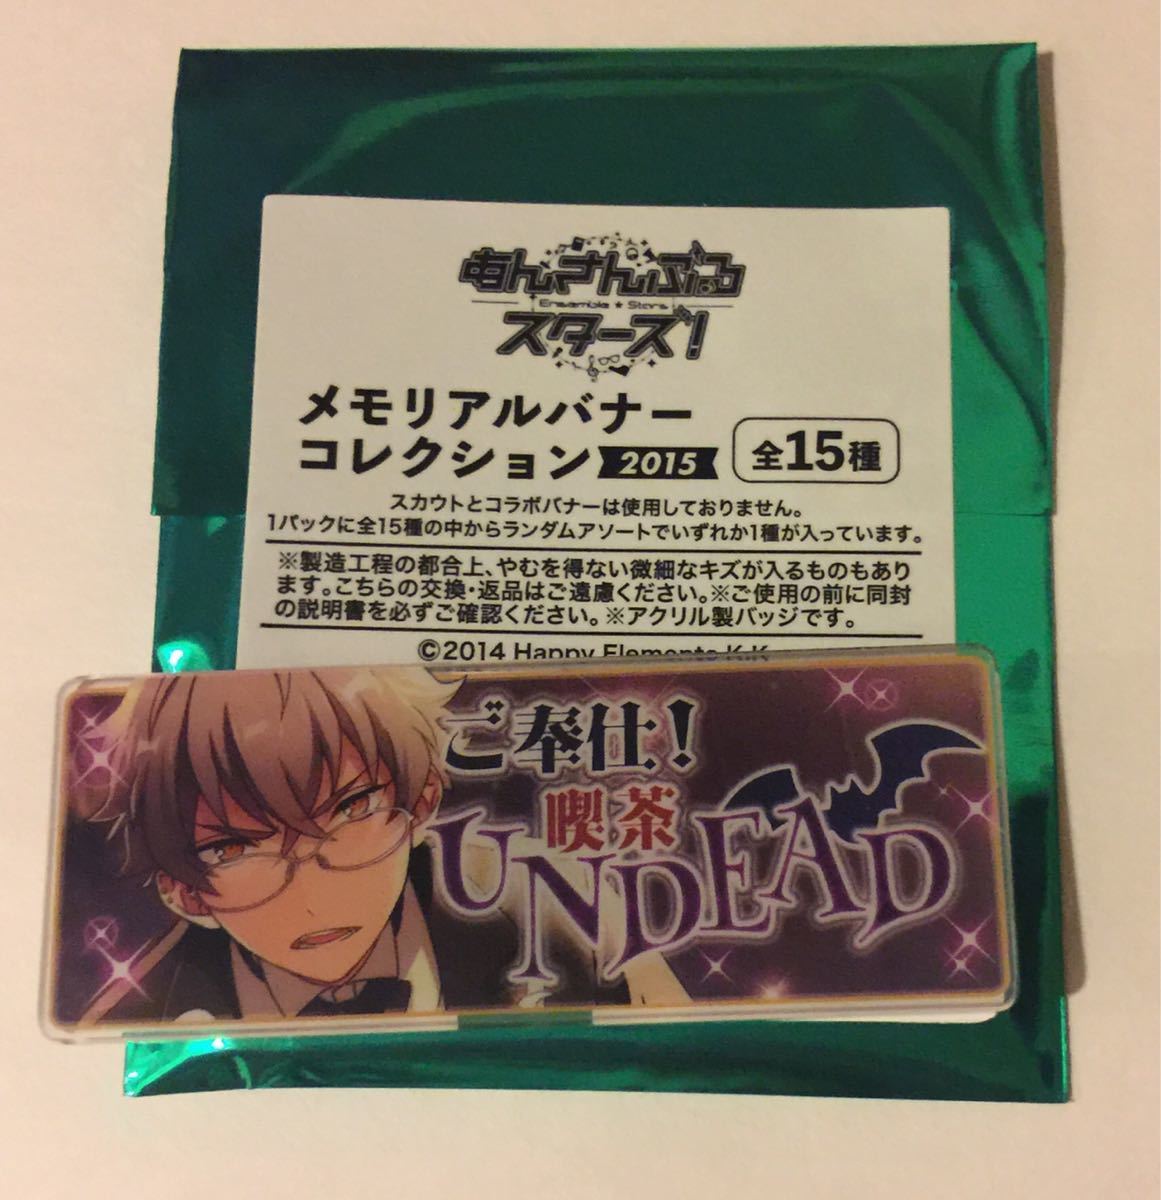 あんさんぶる
Ensemble ★ Stars
スターズ!
メモリアルバナー
コレクション 2015 全15種
スカウトとコラボバナーは使用しておりません。
1パックに全15種の中からランダムアソートでいずれか1種が入っています。
※製造工程の都合上、やむを得ない微細なキズが入るものもあり
ます。こちらの交換・返品はご遠慮ください。※ご使用の前に同封
の説明書を必ずご確認ください。※アクリル製バッジです。
©2014 Happy Elements K.K
ご奉仕!
喫茶
UNDEAD